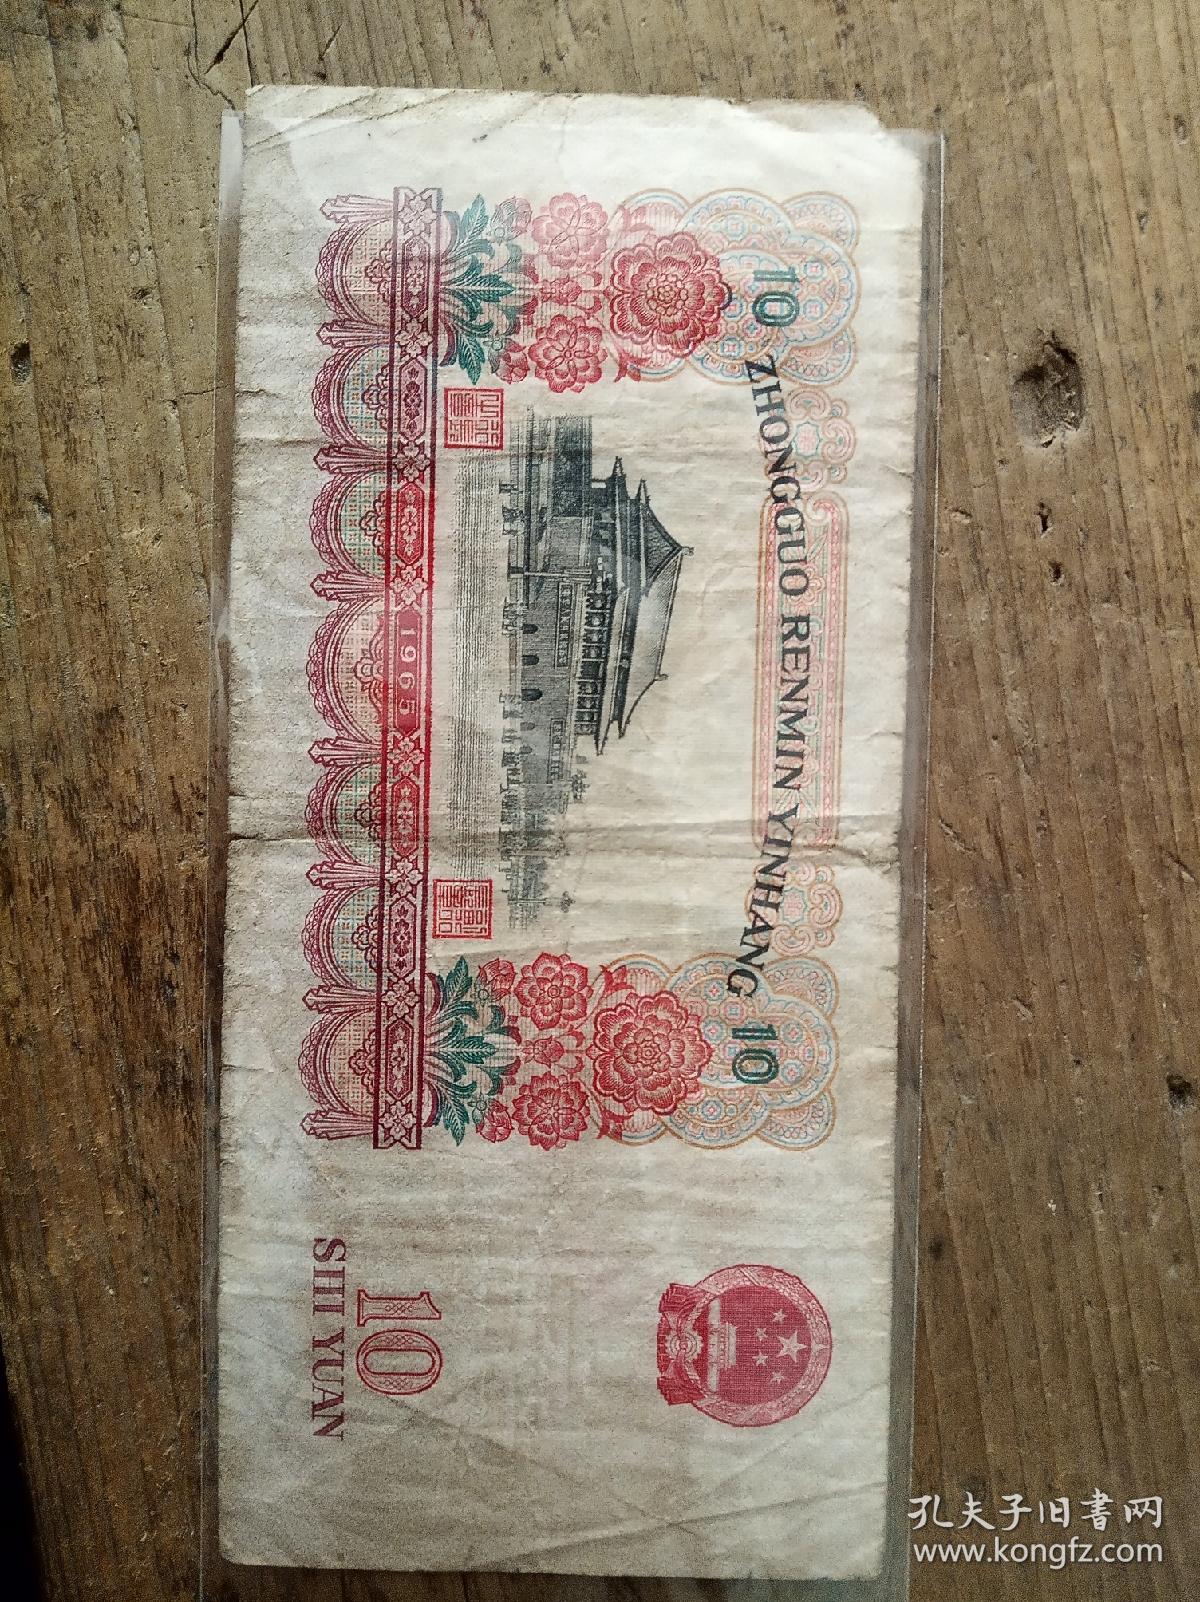 10 ZHONGGUO RENMIN YINHANG 10
1965
10
SHI YUAN
孔夫子旧书网
www.kongfz.com